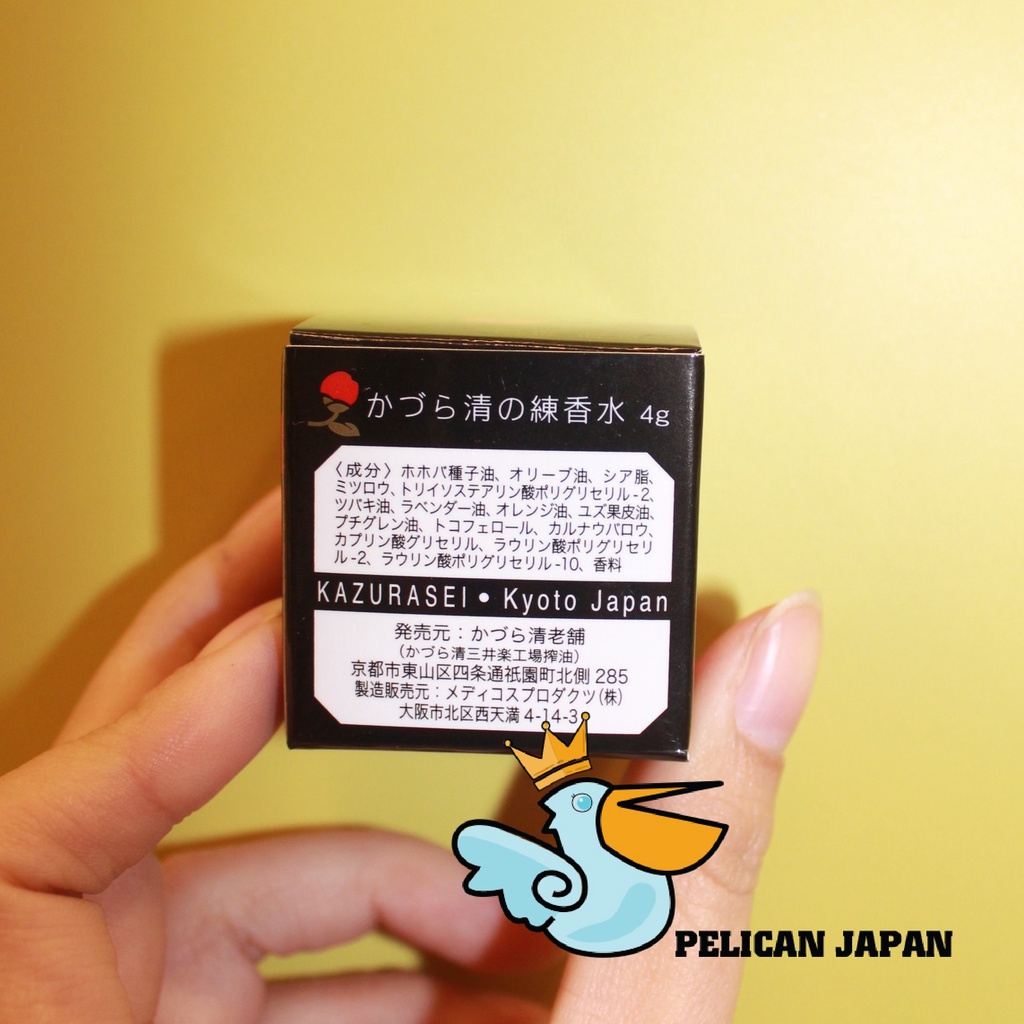 かづら清の練香水 4g
〈成分〉ホホバ種子油、オリーブ油、シア脂、
ミツロウ、トリイソステアリン酸ポリグリセリル-2、
ツバキ油、ラベンダー油、オレンジ油、ユズ果皮油、
プチグレン油、トコフェロール、カルナウバロウ、
カプリン酸グリセリル、ラウリン酸ポリグリセリ
ル-2、ラウリン酸ポリグリセリル-10、香料
KAZURASEI • Kyoto Japan
発売元：かづら清老舗
（かづら清三井楽工場搾油）
京都市東山区四条通祇園町北側 285
製造販売元：メディコスプロダクツ（株）
大阪市北区西天満 4-14-3
PELICAN JAPAN